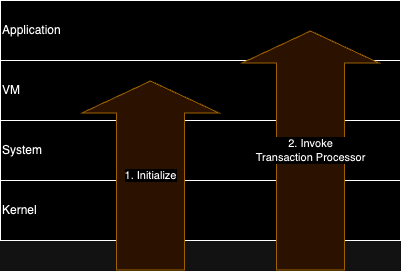 Application
VM
System
Kernel
1. Initialize
2. Invoke
Transaction Processor